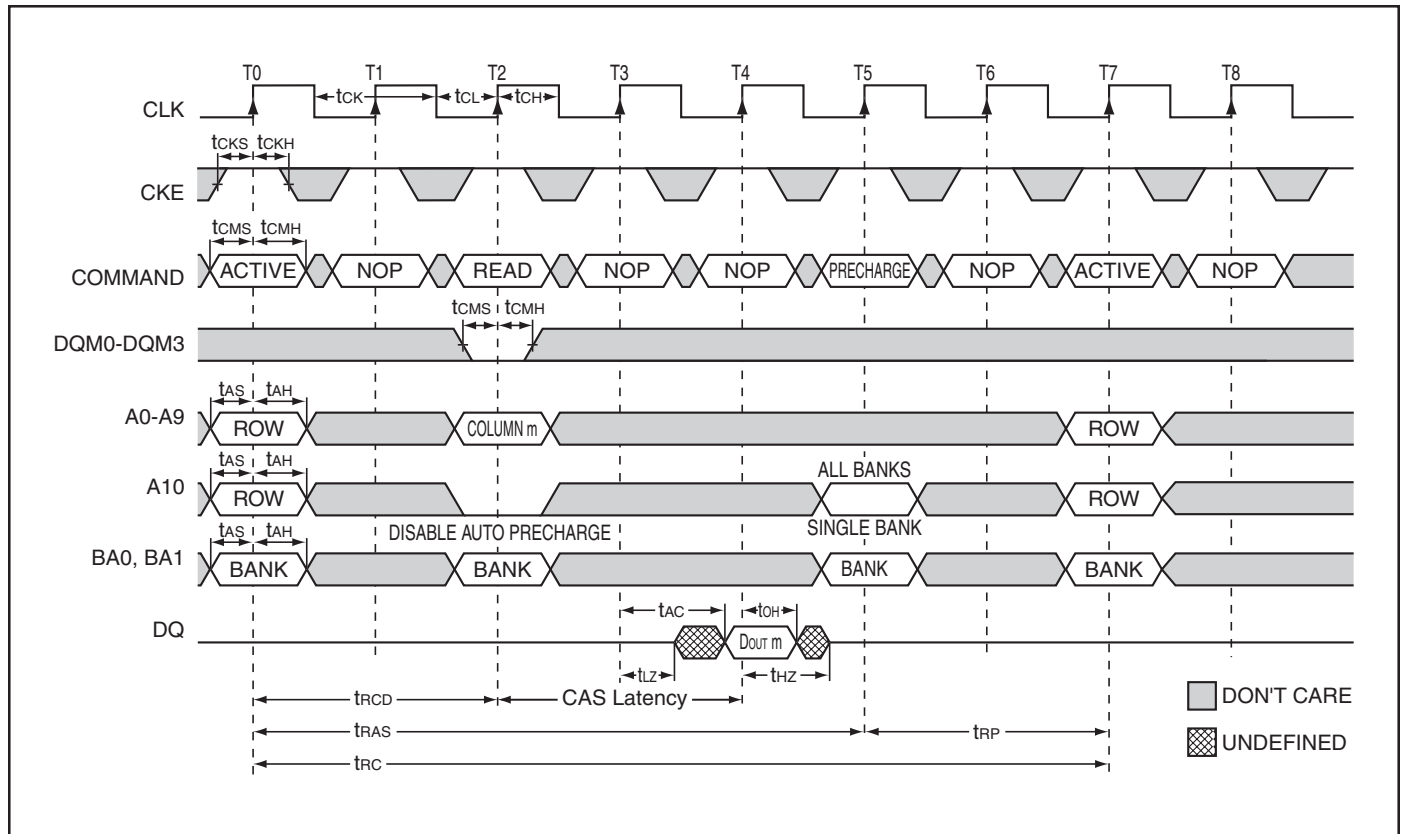 T0 T1 T2 T3 T4 T5 T6 T7 T8
CLK tCK tCL tCH
tCKS tCKH
CKE
tCMS tCMH
COMMAND ACTIVE NOP READ NOP NOP PRECHARGE NOP ACTIVE NOP
tCMS tCMH
DQM0-DQM3
tAS tAH
A0-A9 ROW COLUMN m ROW
tAS tAH ALL BANKS
A10 ROW ROW
DISABLE AUTO PRECHARGE SINGLE BANK
tAS tAH
BA0, BA1 BANK BANK BANK BANK
tAC tOH
DQ DOUT m
tLZ tHZ
tRCD CAS Latency
DON'T CARE
tRAS tRP
UNDEFINED
tRC